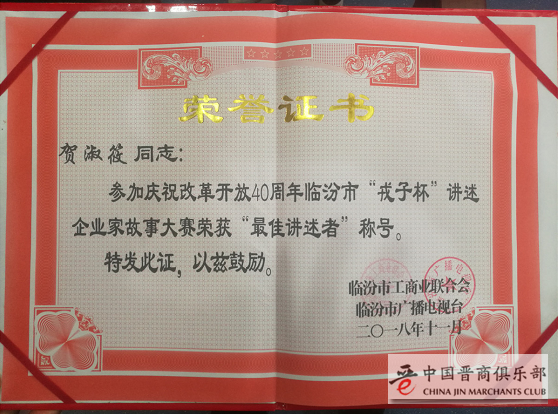 荣誉证书
贺淑筱 同志：
参加庆祝改革开放40周年临汾市“戎子杯”讲述
企业家故事大赛荣获“最佳讲述者”称号。
特发此证，以兹鼓励。
临汾市工商业联合会
临汾市广播电视台
二〇一八年十一月
中国晋商俱乐部
CHINA JIN MARCHANTS CLUB